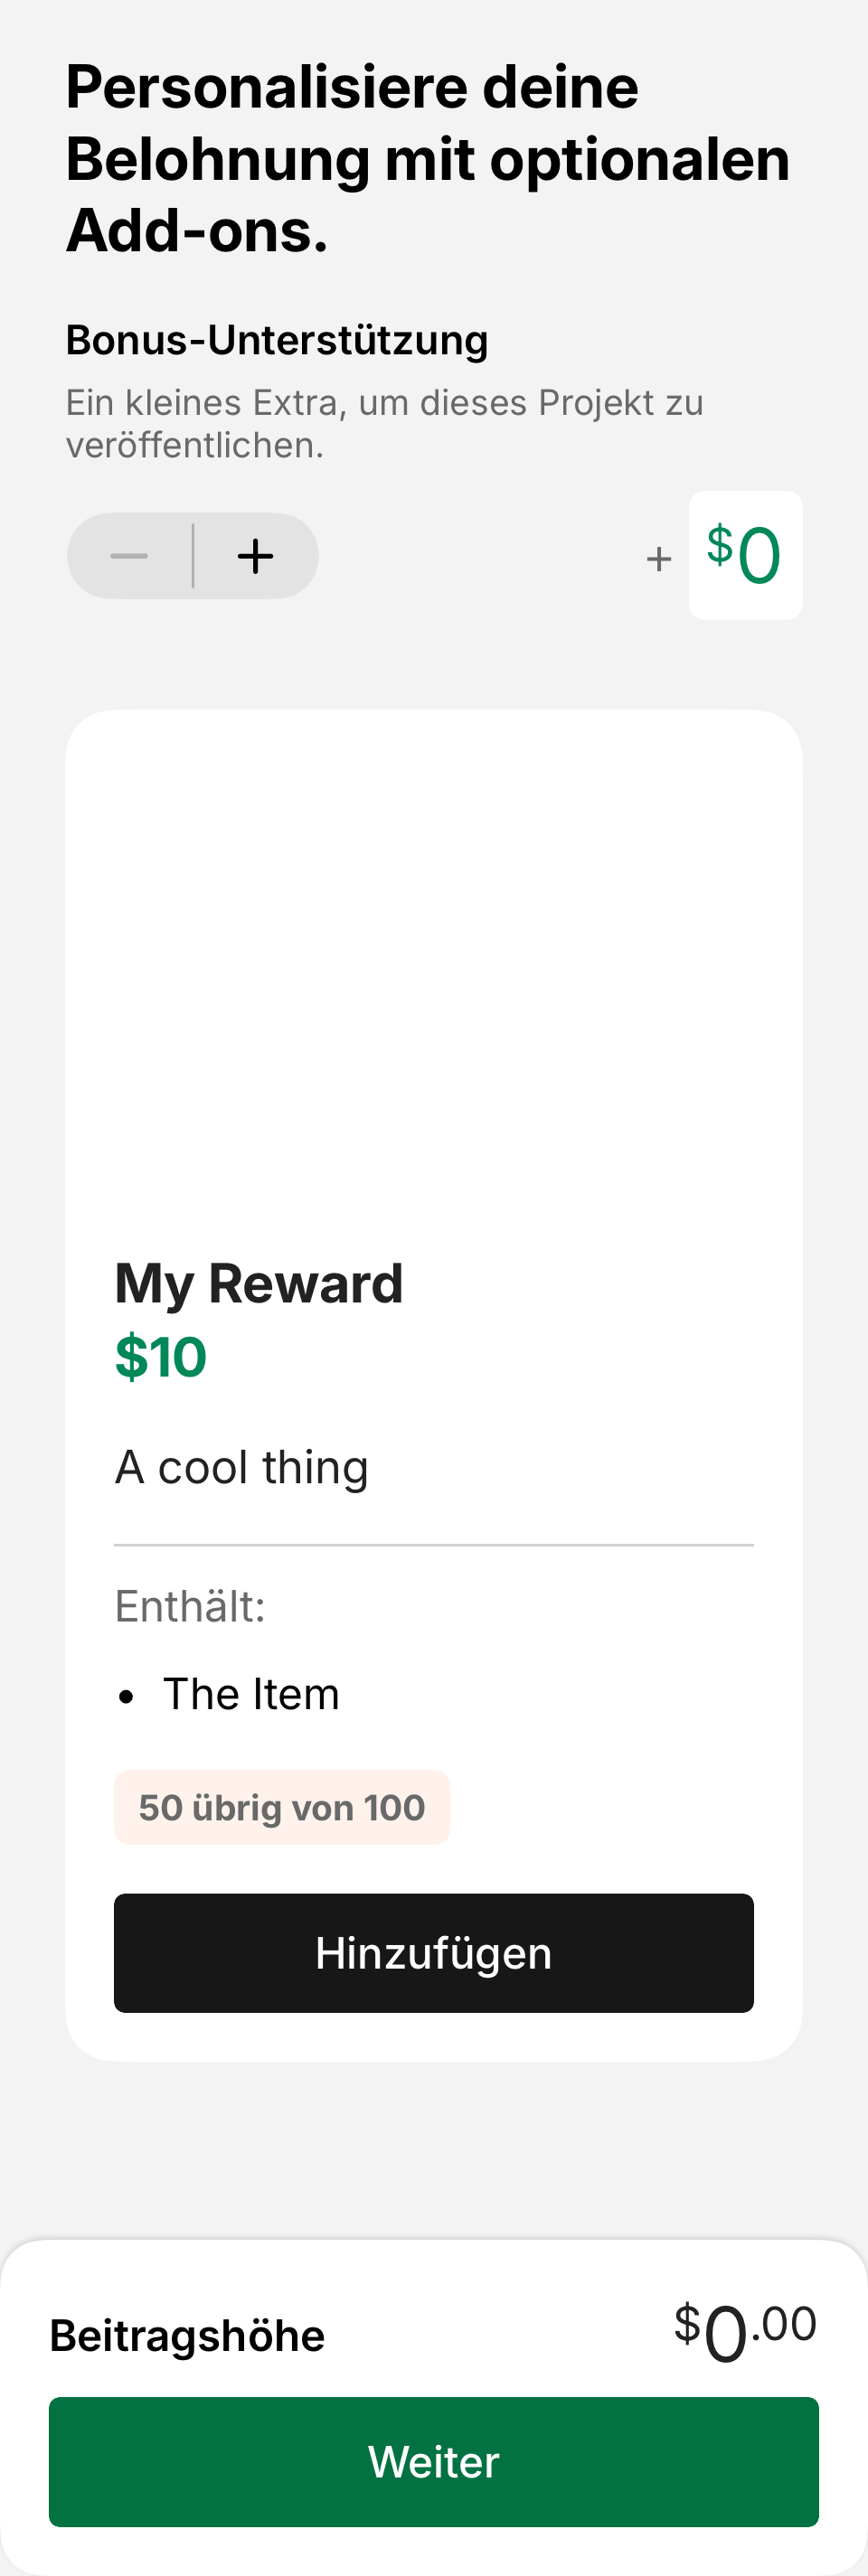 Personalisiere deine
Belohnung mit optionalen
Add-ons.
Bonus-Unterstützung
Ein kleines Extra, um dieses Projekt zu
veröffentlichen.
+ $0
My Reward
$10
A cool thing
Enthält:
• The Item
50 übrig von 100
Hinzufügen
Beitragshöhe $0.00
Weiter